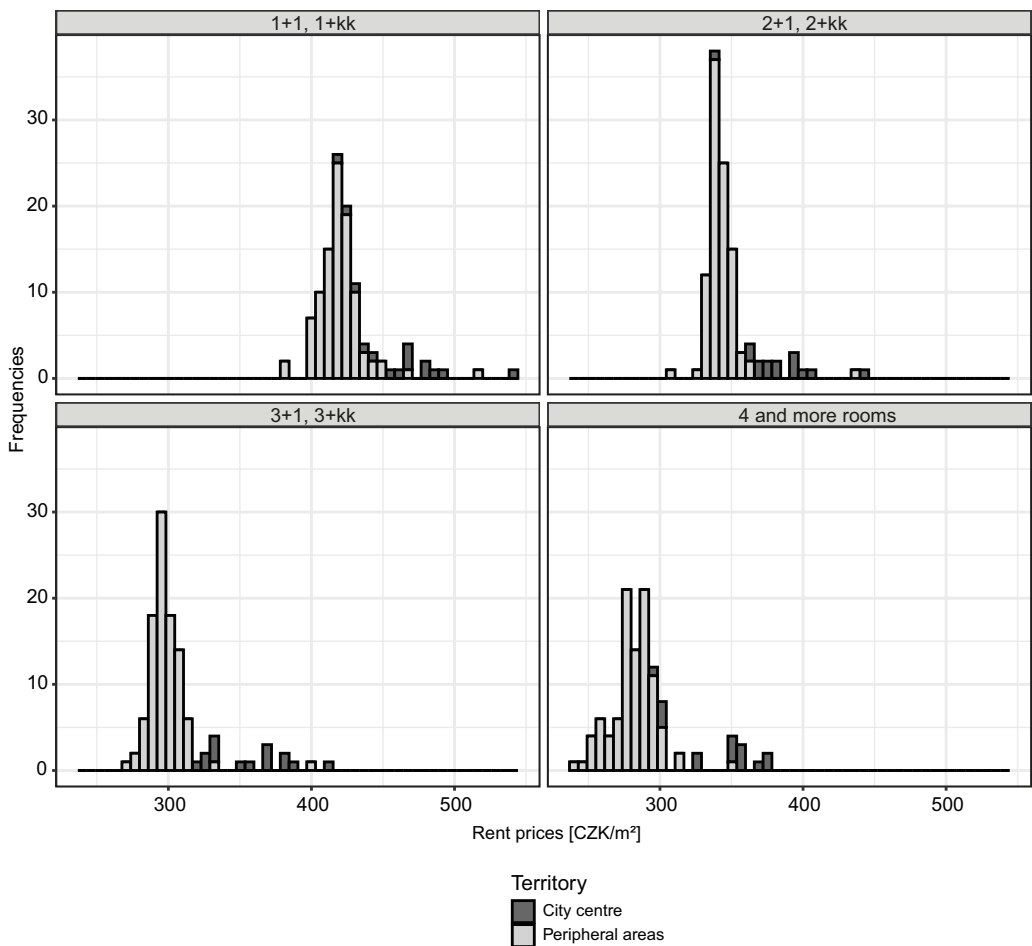 1+1, 1+kk
2+1, 2+kk
30
20
10
0
Frequencies
3+1, 3+kk
4 and more rooms
30
20
10
0
300
400
500
300
400
500
Rent prices [CZK/m²]
Territory
City centre
Peripheral areas